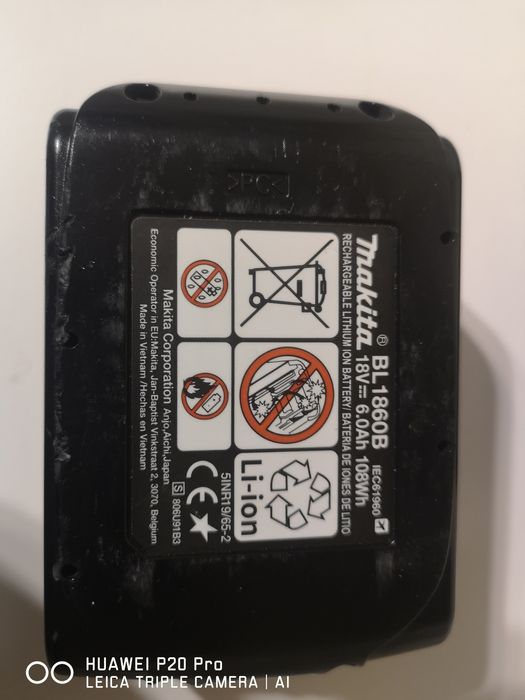 >PC<
makita® BL1860B IEC61960
RECHARGEABLE LITHIUM ION BATTERY/ BATERIA DE IONES DE LITIO
18V 6.0Ah 108Wh
Li-ion
5INR19/65-2
CE
Makita Corporation Anjo,Aichi,Japan
S 806U91B3
Economic Operator in EU:Makita, Jan-Baptist Vinkstraat 2, 3070, Belgium
Made in Vietnam /Hechas en Vietnam
HUAWEI P20 Pro
LEICA TRIPLE CAMERA | AI